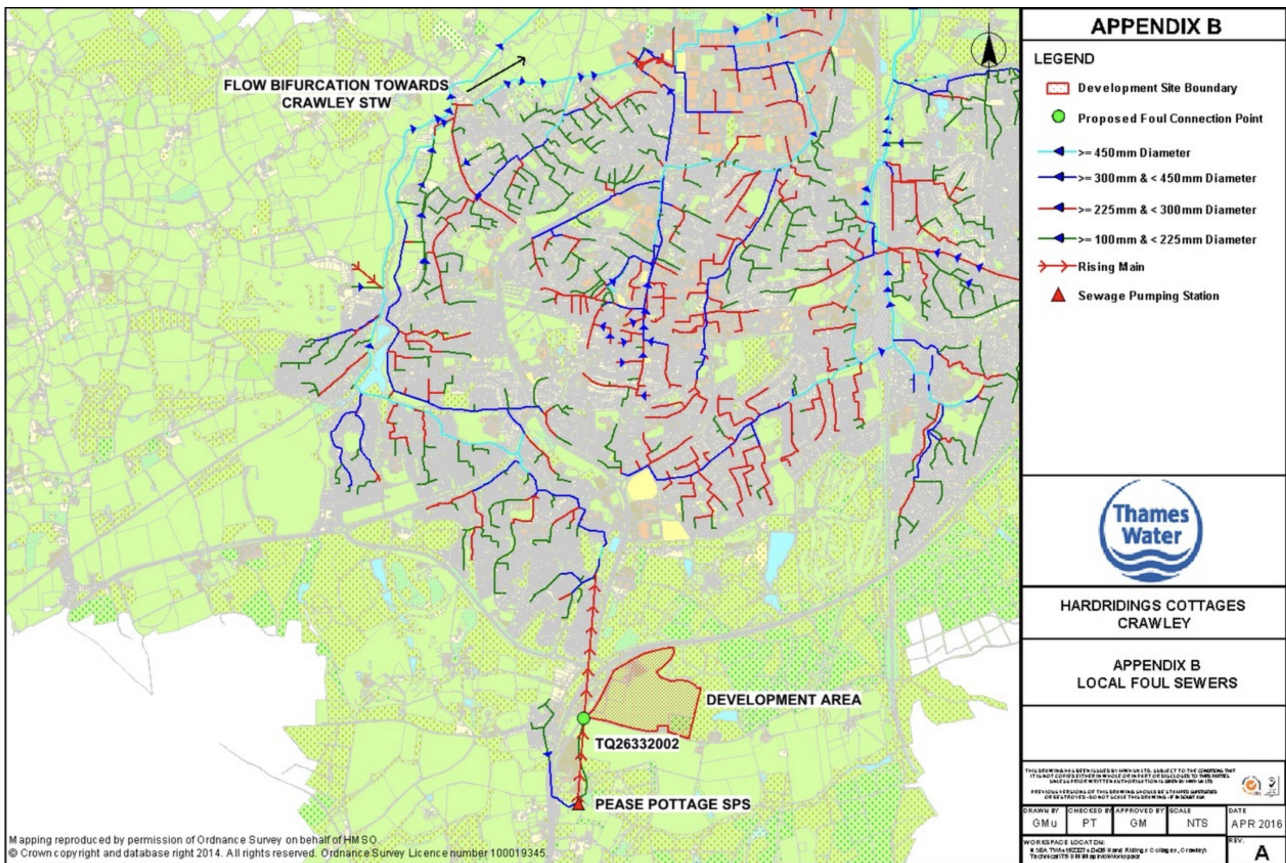 FLOW BIFURCATION TOWARDS
CRAWLEY STW
DEVELOPMENT AREA
TQ26332002
PEASE POTTAGE SPS
Mapping reproduced by permission of Ordnance Survey on behalf of HMSO.
© Crown copyright and database right 2014. All rights reserved. Ordnance Survey Licence number 100019345.
APPENDIX B
LEGEND
Development Site Boundary
Proposed Foul Connection Point
>= 450mm Diameter
>= 300mm & < 450mm Diameter
>= 225mm & < 300mm Diameter
>= 100mm & < 225mm Diameter
Rising Main
Sewage Pumping Station
Thames
Water
HARDRIDINGS COTTAGES
CRAWLEY
APPENDIX B
LOCAL FOUL SEWERS
DRAWN BY
GMu
CHECKED BY
PT
APPROVED BY
GM
SCALE
NTS
DATE
APR 2016
WORKSPACE LOCATION:
REV:
A